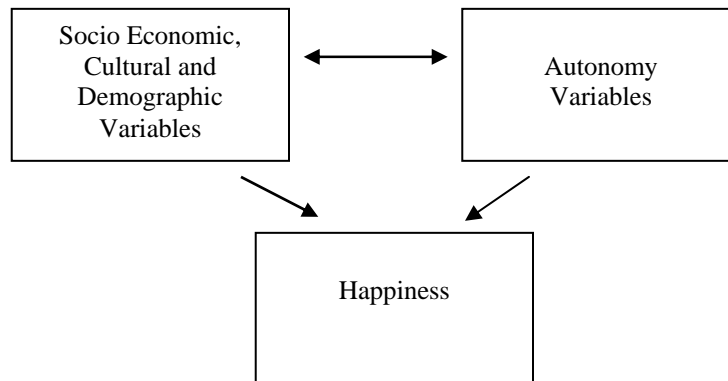 Socio Economic,
Cultural and
Demographic
Variables
Autonomy
Variables
Happiness